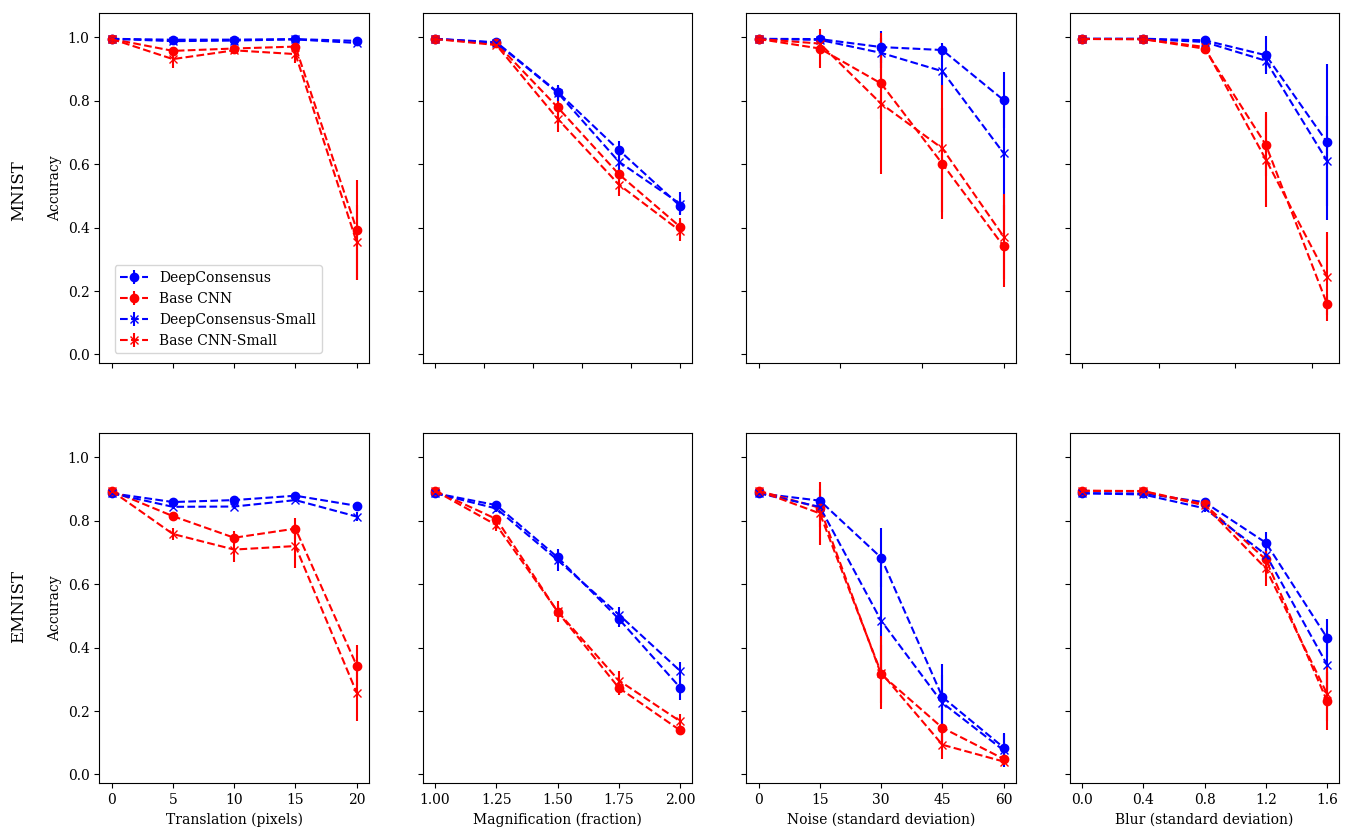 MNIST
Accuracy
1.0
0.8
0.6
0.4
0.2
0.0
DeepConsensus
Base CNN
DeepConsensus-Small
Base CNN-Small
EMNIST
Accuracy
1.0
0.8
0.6
0.4
0.2
0.0
0 5 10 15 20
Translation (pixels)
1.00 1.25 1.50 1.75 2.00
Magnification (fraction)
0 15 30 45 60
Noise (standard deviation)
0.0 0.4 0.8 1.2 1.6
Blur (standard deviation)